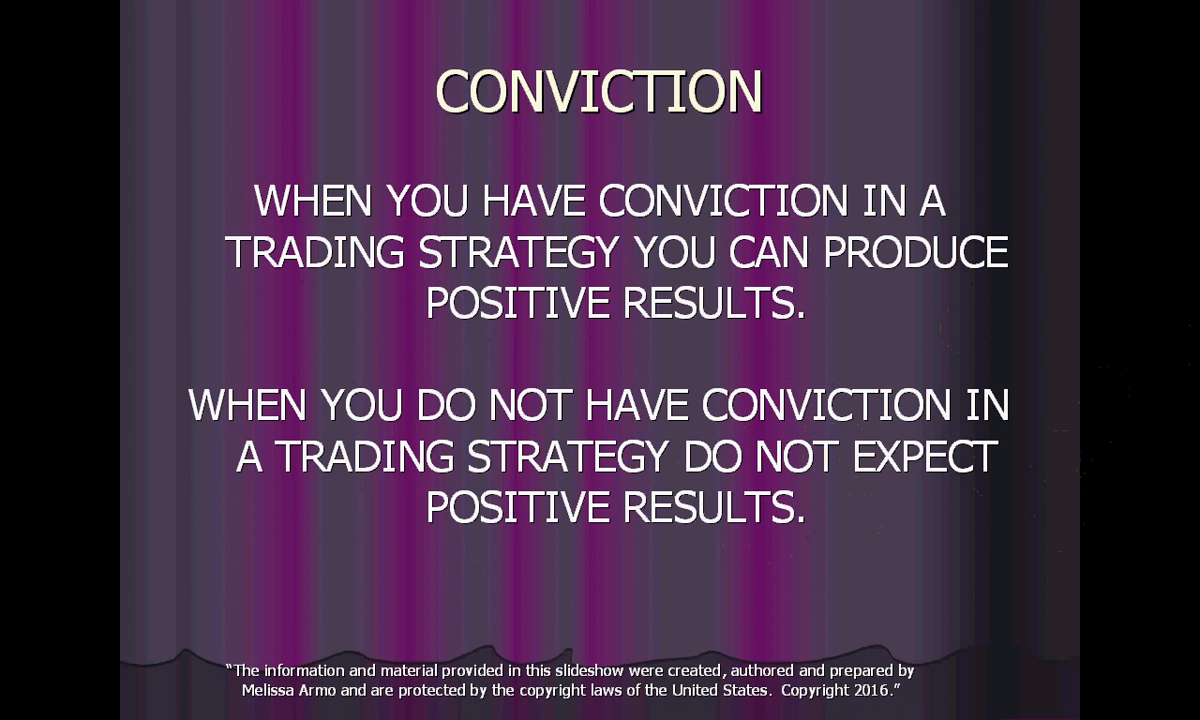 CONVICTION
WHEN YOU HAVE CONVICTION IN A
TRADING STRATEGY YOU CAN PRODUCE
POSITIVE RESULTS.
WHEN YOU DO NOT HAVE CONVICTION IN
A TRADING STRATEGY DO NOT EXPECT
POSITIVE RESULTS.
“The information and material provided in this slideshow were created, authored and prepared by
Melissa Armo and are protected by the copyright laws of the United States.  Copyright 2016.”